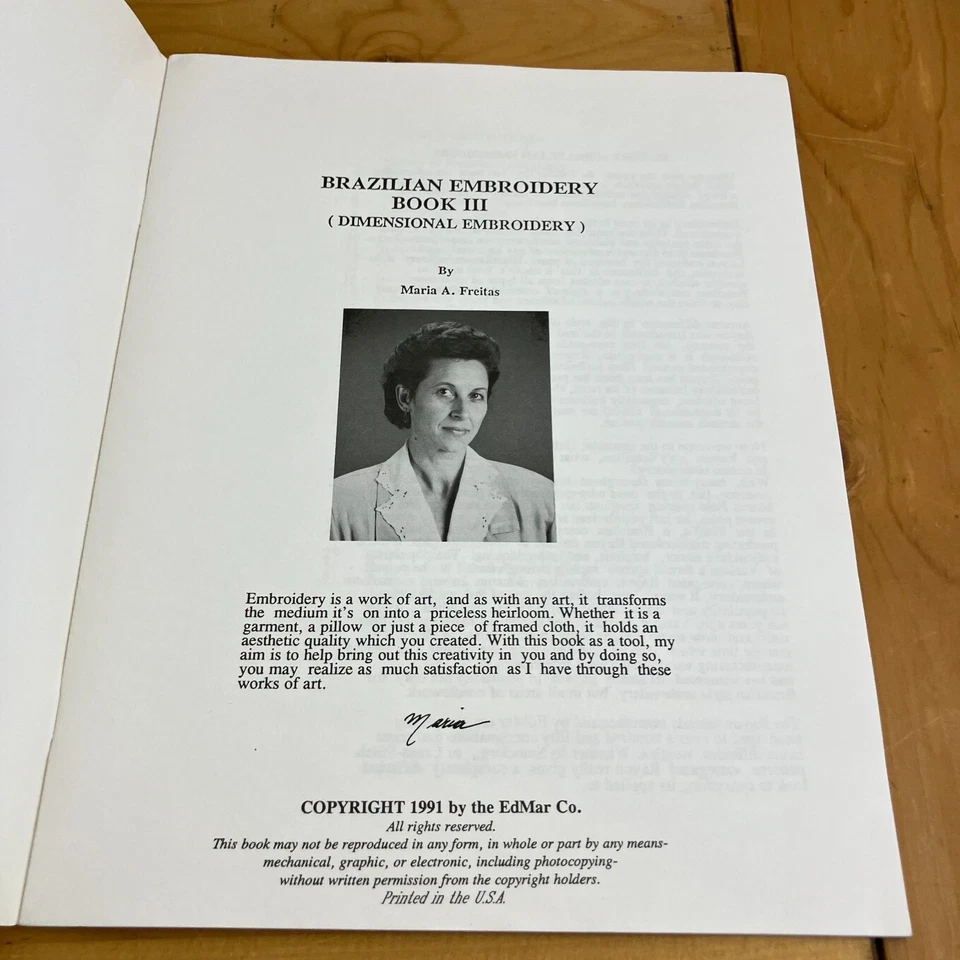 BRAZILIAN EMBROIDERY
BOOK III
( DIMENSIONAL EMBROIDERY )
By
Maria A. Freitas
Embroidery is a work of art, and as with any art, it transforms
the medium it's on into a priceless heirloom. Whether it is a
garment, a pillow or just a piece of framed cloth, it holds an
aesthetic quality which you created. With this book as a tool, my
aim is to help bring out this creativity in you and by doing so,
you may realize as much satisfaction as I have through these
works of art.
Maria
COPYRIGHT 1991 by the EdMar Co.
All rights reserved.
This book may not be reproduced in any form, in whole or part by any means-
mechanical, graphic, or electronic, including photocopying-
without written permission from the copyright holders.
Printed in the U.S.A.